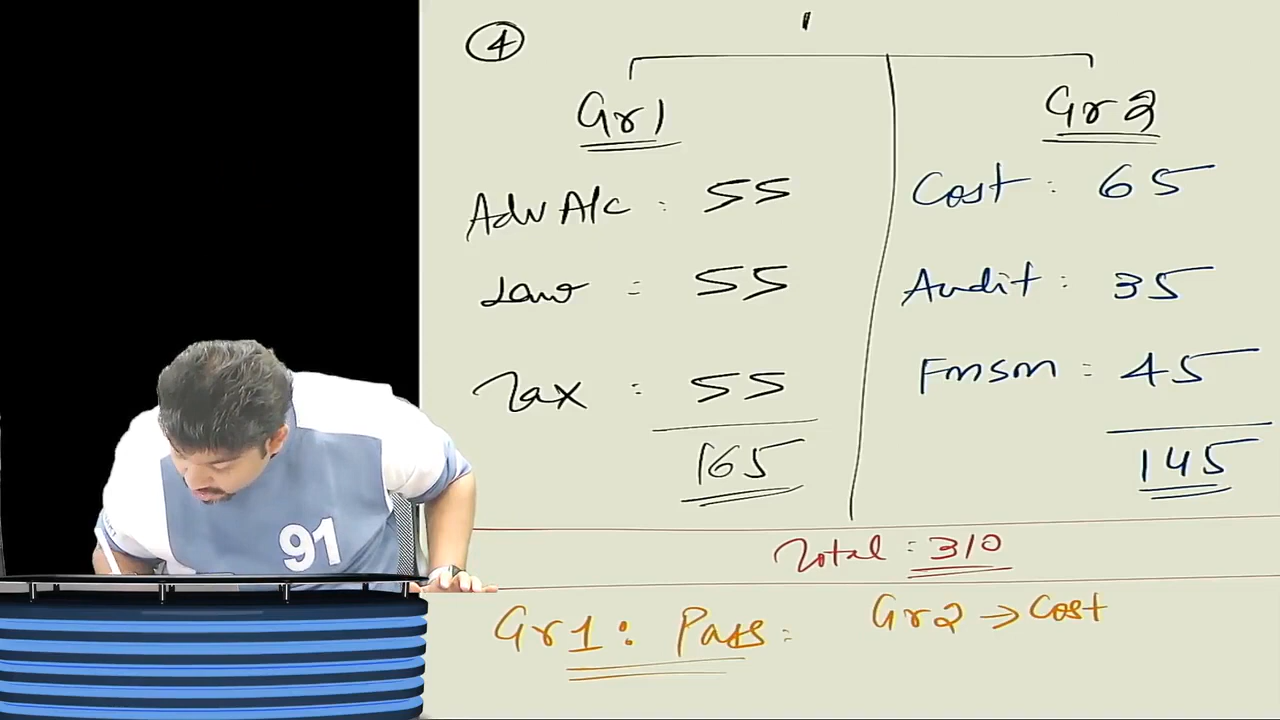 4
Gr1
Adv A/c : 55
Law = 55
Tax : 55
165
Gr2
Cost : 65
Audit : 35
Fmsm : 45
145
Total : 310
Gr1 : Pass : Gr2 → Cost
91